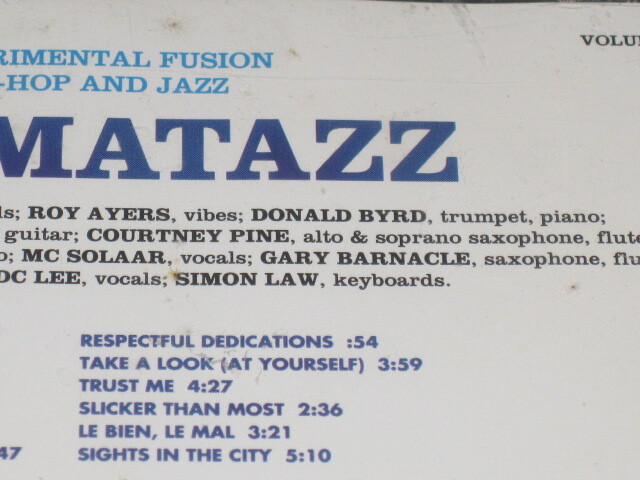 VOLU
RIMENTAL FUSION
-HOP AND JAZZ
MATAZZ
ls; ROY AYERS, vibes; DONALD BYRD, trumpet, piano;
guitar; COURTNEY PINE, alto & soprano saxophone, flute
o; MC SOLAAR, vocals; GARY BARNACLE, saxophone, flu
DC LEE, vocals; SIMON LAW, keyboards.
RESPECTFUL DEDICATIONS :54
TAKE A LOOK (AT YOURSELF) 3:59
TRUST ME 4:27
SLICKER THAN MOST 2:36
LE BIEN, LE MAL 3:21
47 SIGHTS IN THE CITY 5:10